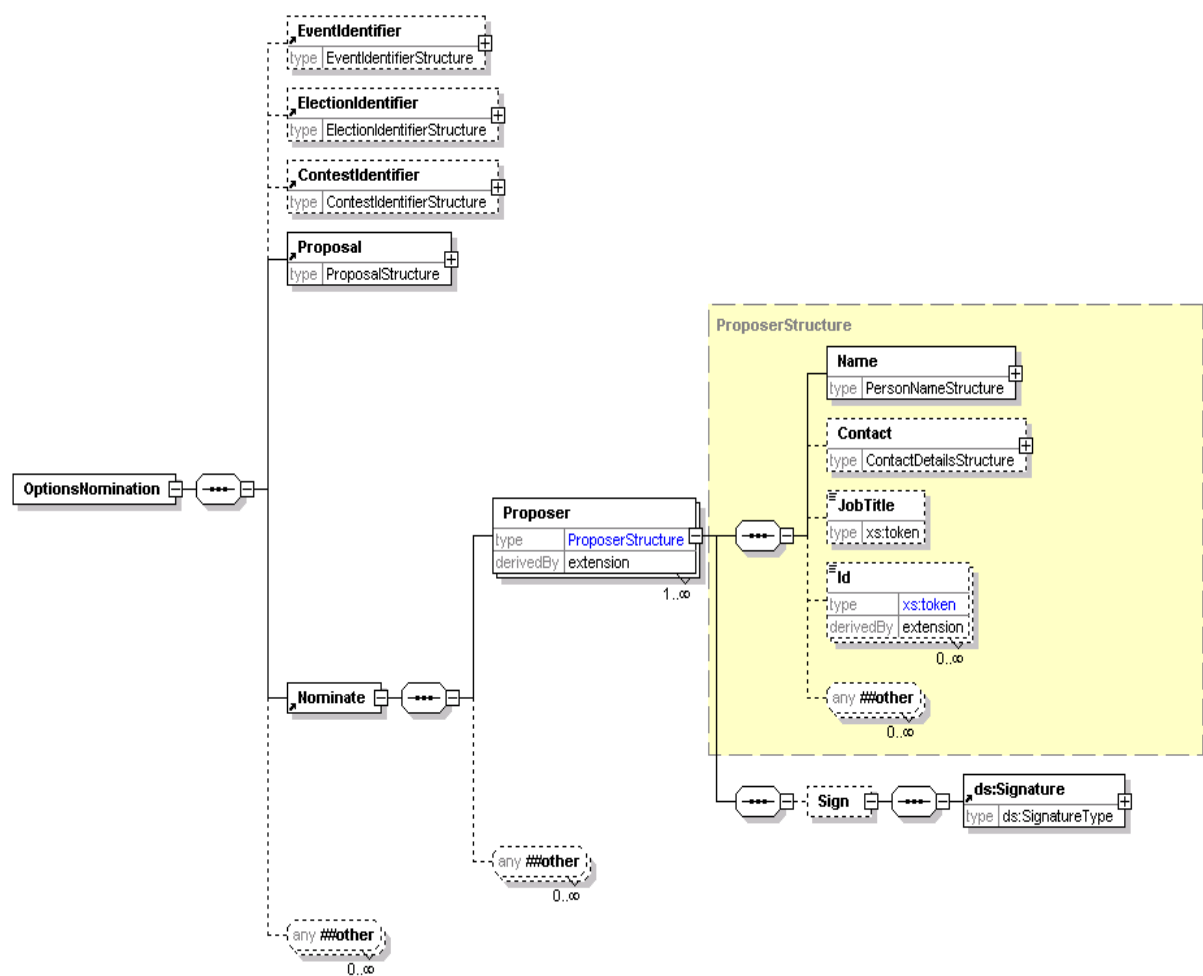 EventIdentifier
type EventIdentifierStructure
ElectionIdentifier
type ElectionIdentifierStructure
ContestIdentifier
type ContestIdentifierStructure
Proposal
type ProposalStructure
OptionsNomination
Nominate
Proposer
type ProposerStructure
derivedBy extension
1..∞
ProposerStructure
Name
type PersonNameStructure
Contact
type ContactDetailsStructure
JobTitle
type xs:token
Id
type xs:token
derivedBy extension
0..∞
any ##other
0..∞
Sign
ds:Signature
type ds:SignatureType
any ##other
0..∞
any ##other
0..∞